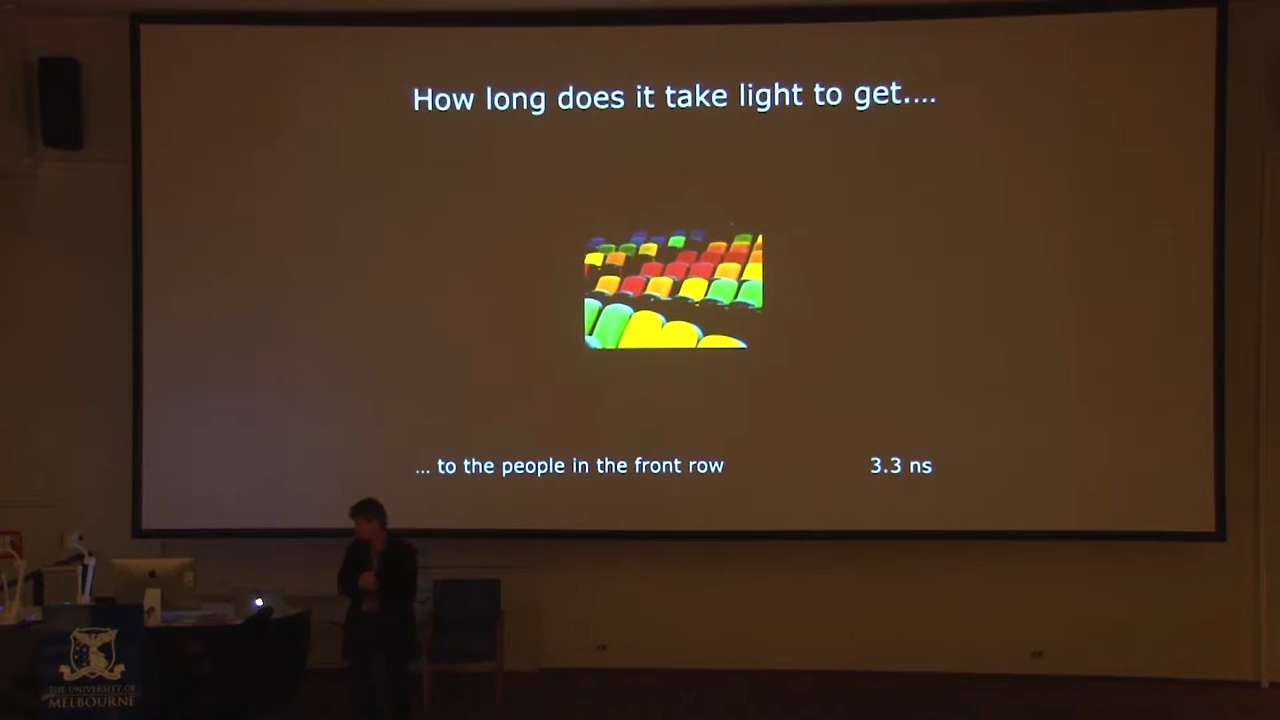 How long does it take light to get....
... to the people in the front row
3.3 ns
THE UNIVERSITY OF
MELBOURNE